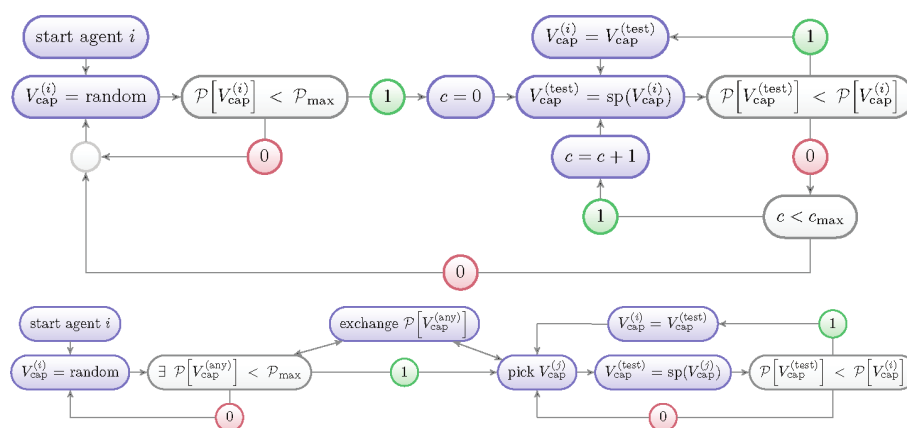 start agent i
V_cap^(i) = V_cap^(test)
1
V_cap^(i) = random
𝒫[V_cap^(i)] < 𝒫_max
1
c = 0
V_cap^(test) = sp(V_cap^(i))
𝒫[V_cap^(test)] < 𝒫[V_cap^(i)]
0
c = c + 1
0
1
c < c_max
0
start agent i
exchange 𝒫[V_cap^(any)]
V_cap^(i) = V_cap^(test)
1
V_cap^(i) = random
∃ 𝒫[V_cap^(any)] < 𝒫_max
1
pick V_cap^(j)
V_cap^(test) = sp(V_cap^(j))
𝒫[V_cap^(test)] < 𝒫[V_cap^(i)]
0
0